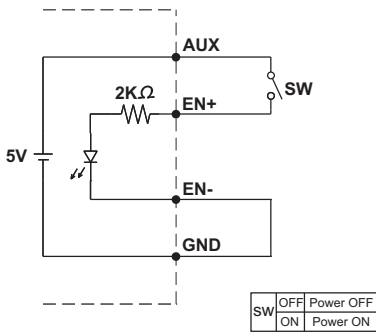 AUX
2KΩ
SW
EN+
5V
EN-
GND
SW OFF Power OFF
ON Power ON